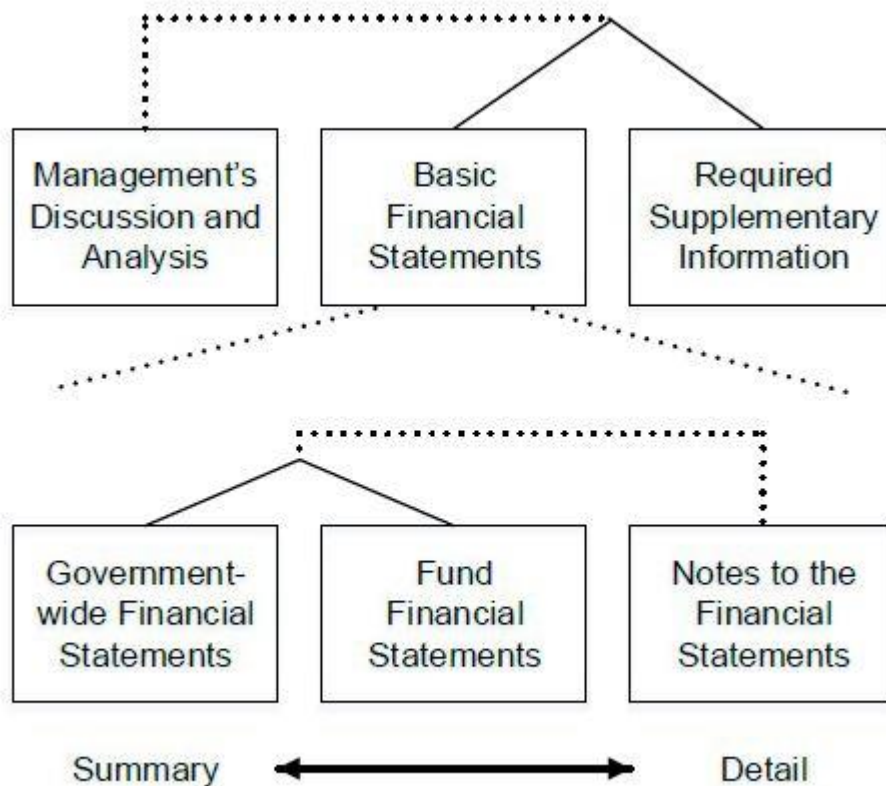 Management's
Discussion and
Analysis
Basic
Financial
Statements
Required
Supplementary
Information
Government-
wide Financial
Statements
Fund
Financial
Statements
Notes to the
Financial
Statements
Summary
Detail